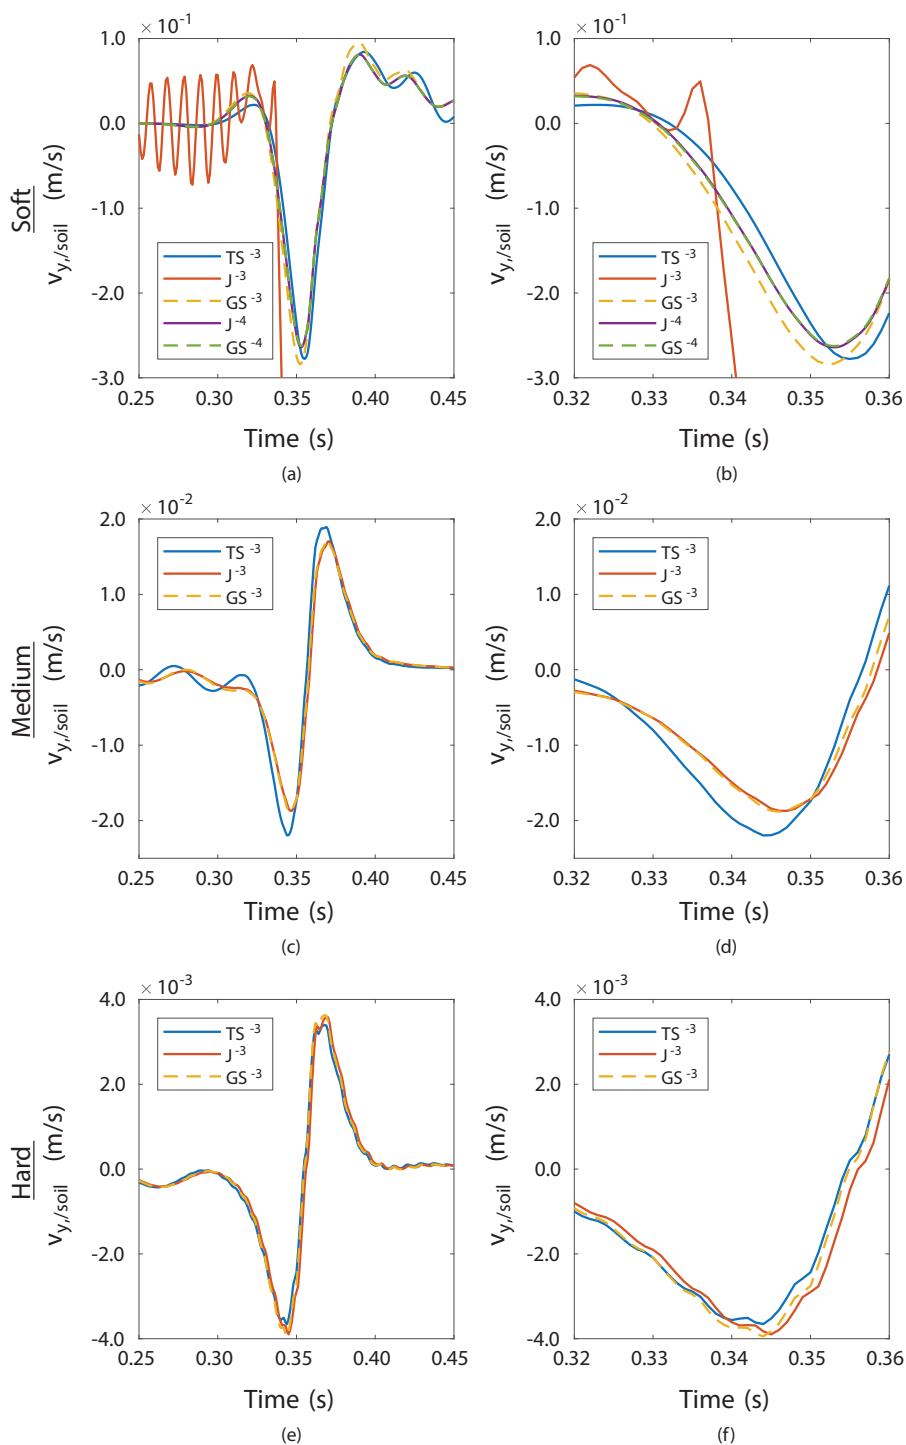 × 10⁻¹
1.0
0.0
-1.0
-2.0
-3.0
0.25 0.30 0.35 0.40 0.45
Soft
v_y,/soil (m/s)
TS ⁻³
J ⁻³
GS ⁻³
J ⁻⁴
GS ⁻⁴
Time (s)
(a)
× 10⁻¹
1.0
0.0
-1.0
-2.0
-3.0
0.32 0.33 0.34 0.35 0.36
v_y,/soil (m/s)
TS ⁻³
J ⁻³
GS ⁻³
J ⁻⁴
GS ⁻⁴
Time (s)
(b)
× 10⁻²
2.0
1.0
0.0
-1.0
-2.0
0.25 0.30 0.35 0.40 0.45
Medium
v_y,/soil (m/s)
TS ⁻³
J ⁻³
GS ⁻³
Time (s)
(c)
× 10⁻²
2.0
1.0
0.0
-1.0
-2.0
0.32 0.33 0.34 0.35 0.36
v_y,/soil (m/s)
TS ⁻³
J ⁻³
GS ⁻³
Time (s)
(d)
× 10⁻³
4.0
2.0
0.0
-2.0
-4.0
0.25 0.30 0.35 0.40 0.45
Hard
v_y,/soil (m/s)
TS ⁻³
J ⁻³
GS ⁻³
Time (s)
(e)
× 10⁻³
4.0
2.0
0.0
-2.0
-4.0
0.32 0.33 0.34 0.35 0.36
v_y,/soil (m/s)
TS ⁻³
J ⁻³
GS ⁻³
Time (s)
(f)